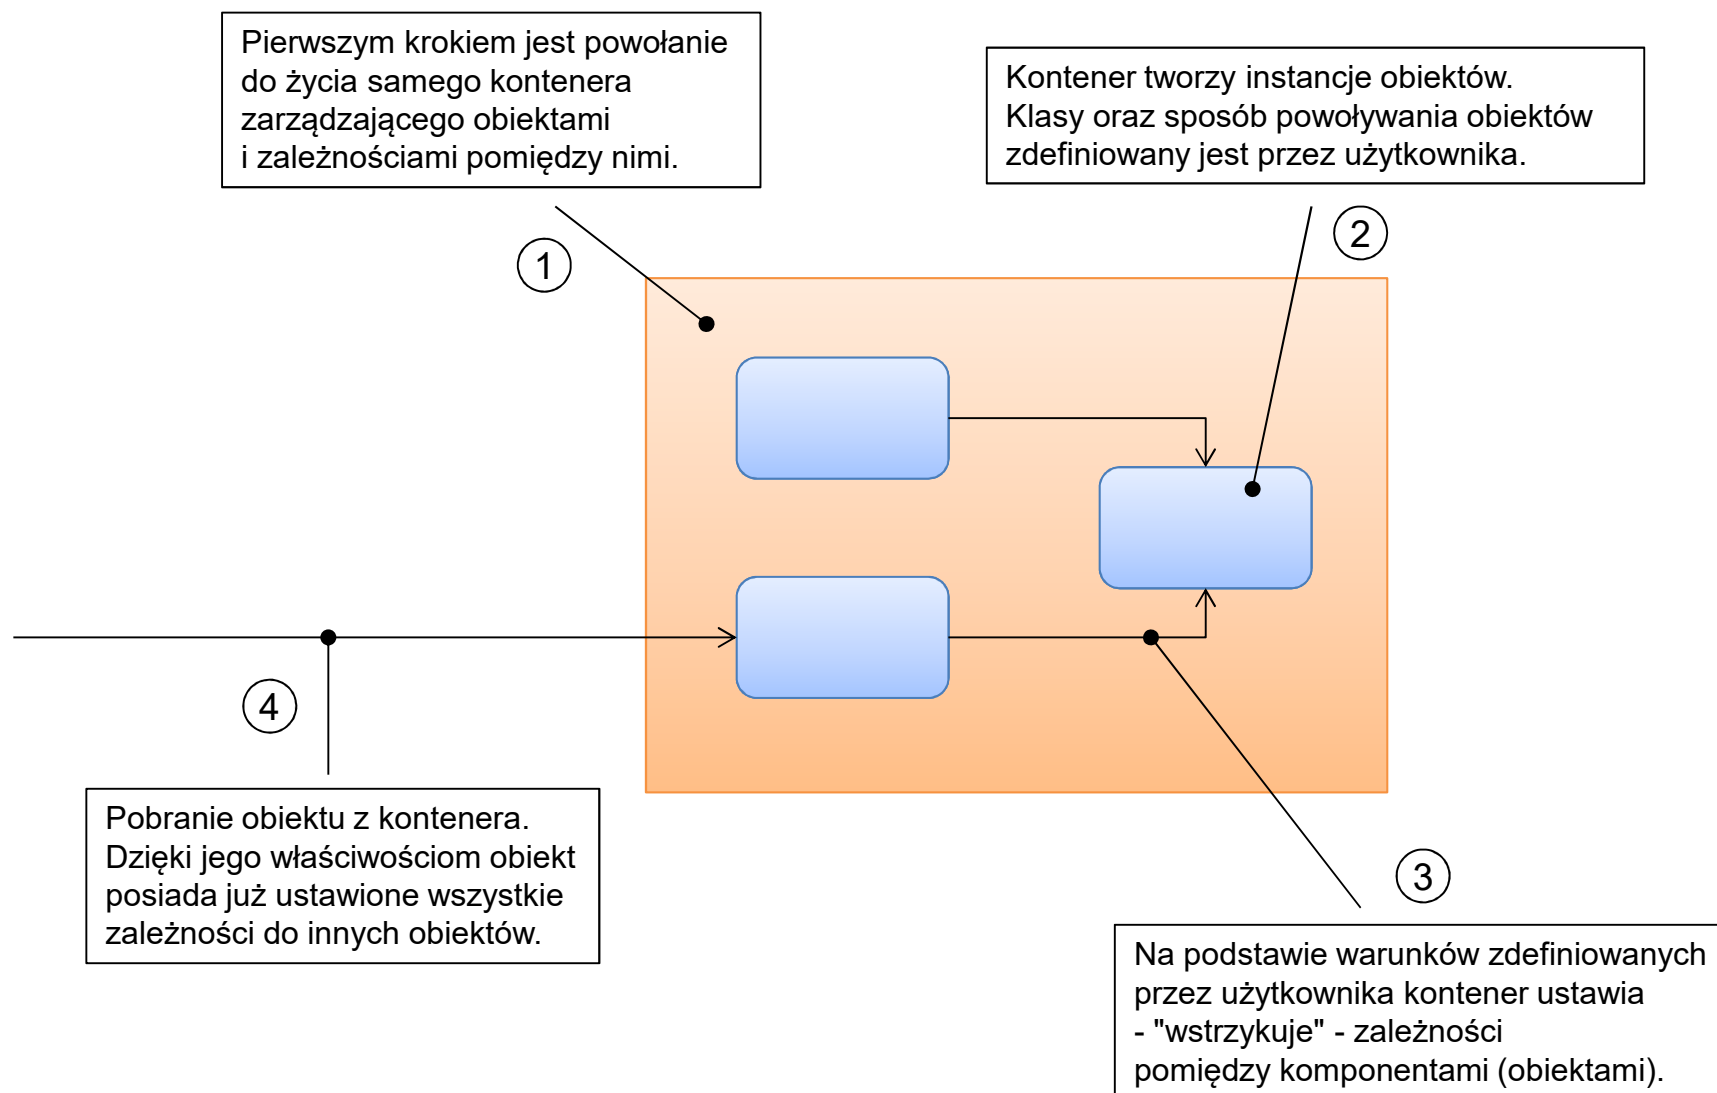 Pierwszym krokiem jest powołanie
do życia samego kontenera
zarządzającego obiektami
i zależnościami pomiędzy nimi.
Kontener tworzy instancje obiektów.
Klasy oraz sposób powoływania obiektów
zdefiniowany jest przez użytkownika.
1
2
4
Pobranie obiektu z kontenera.
Dzięki jego właściwościom obiekt
posiada już ustawione wszystkie
zależności do innych obiektów.
3
Na podstawie warunków zdefiniowanych
przez użytkownika kontener ustawia
- "wstrzykuje" - zależności
pomiędzy komponentami (obiektami).